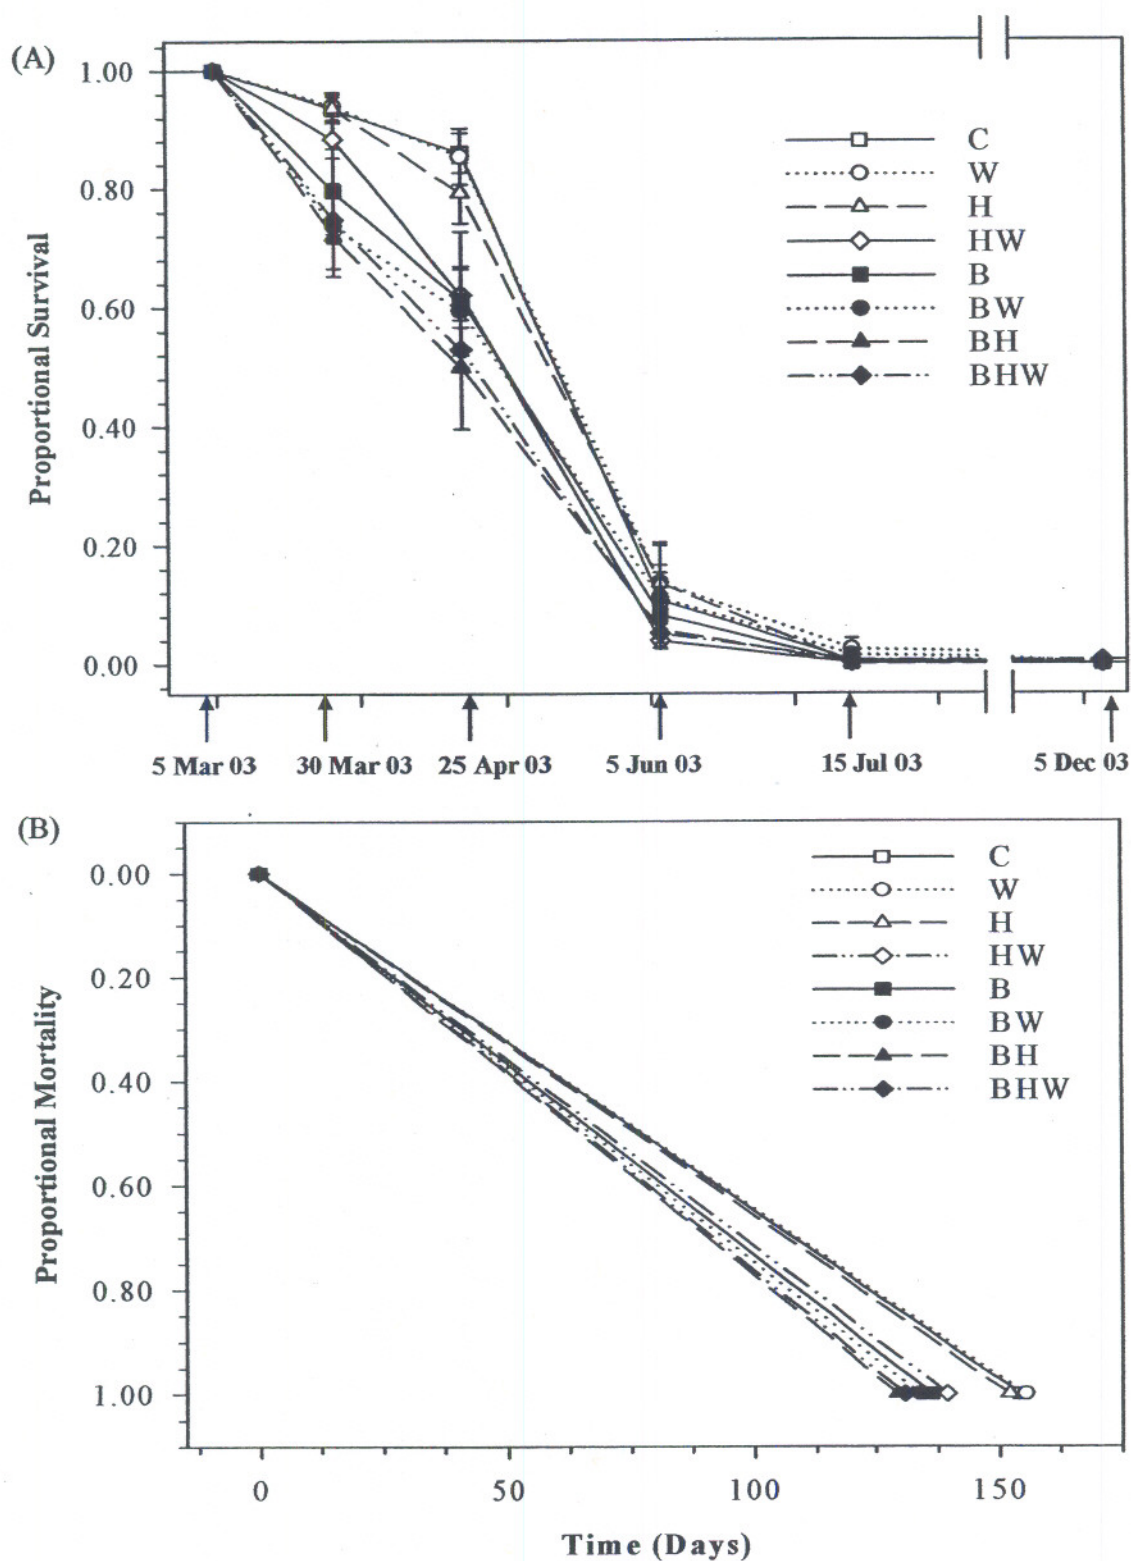 (A)
1.00
0.80
0.60
0.40
0.20
0.00
Proportional Survival
C
W
H
HW
B
BW
BH
BHW
5 Mar 03
30 Mar 03
25 Apr 03
5 Jun 03
15 Jul 03
5 Dec 03
(B)
0.00
0.20
0.40
0.60
0.80
1.00
Proportional Mortality
C
W
H
HW
B
BW
BH
BHW
0
50
100
150
Time (Days)